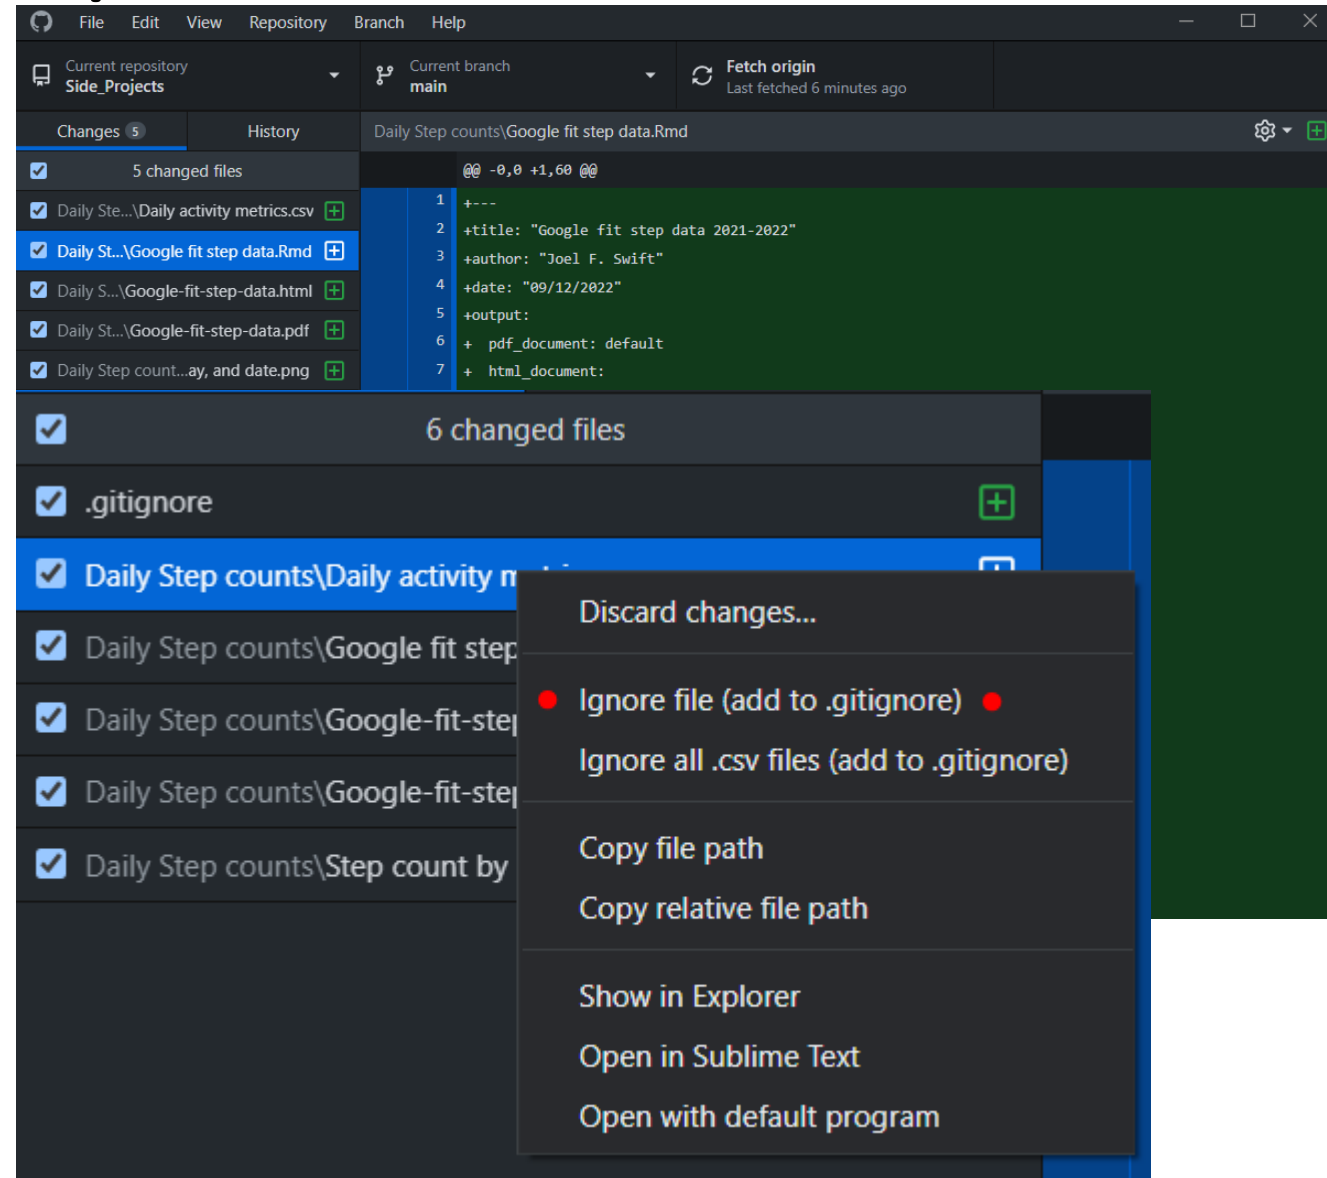 File Edit View Repository Branch Help
Current repository
Side_Projects
Current branch
main
Fetch origin
Last fetched 6 minutes ago
Changes 5 History
Daily Step counts\Google fit step data.Rmd
5 changed files
@@ -0,0 +1,60 @@
Daily Ste...\Daily activity metrics.csv
Daily St...\Google fit step data.Rmd
Daily S...\Google-fit-step-data.html
Daily St...\Google-fit-step-data.pdf
Daily Step count...ay, and date.png
1 +---
2 +title: "Google fit step data 2021-2022"
3 +author: "Joel F. Swift"
4 +date: "09/12/2022"
5 +output:
6 + pdf_document: default
7 + html_document:
6 changed files
.gitignore
Daily Step counts\Daily activity
Daily Step counts\Google fit step
Daily Step counts\Google-fit-step
Daily Step counts\Google-fit-step
Daily Step counts\Step count by
Discard changes...
Ignore file (add to .gitignore)
Ignore all .csv files (add to .gitignore)
Copy file path
Copy relative file path
Show in Explorer
Open in Sublime Text
Open with default program